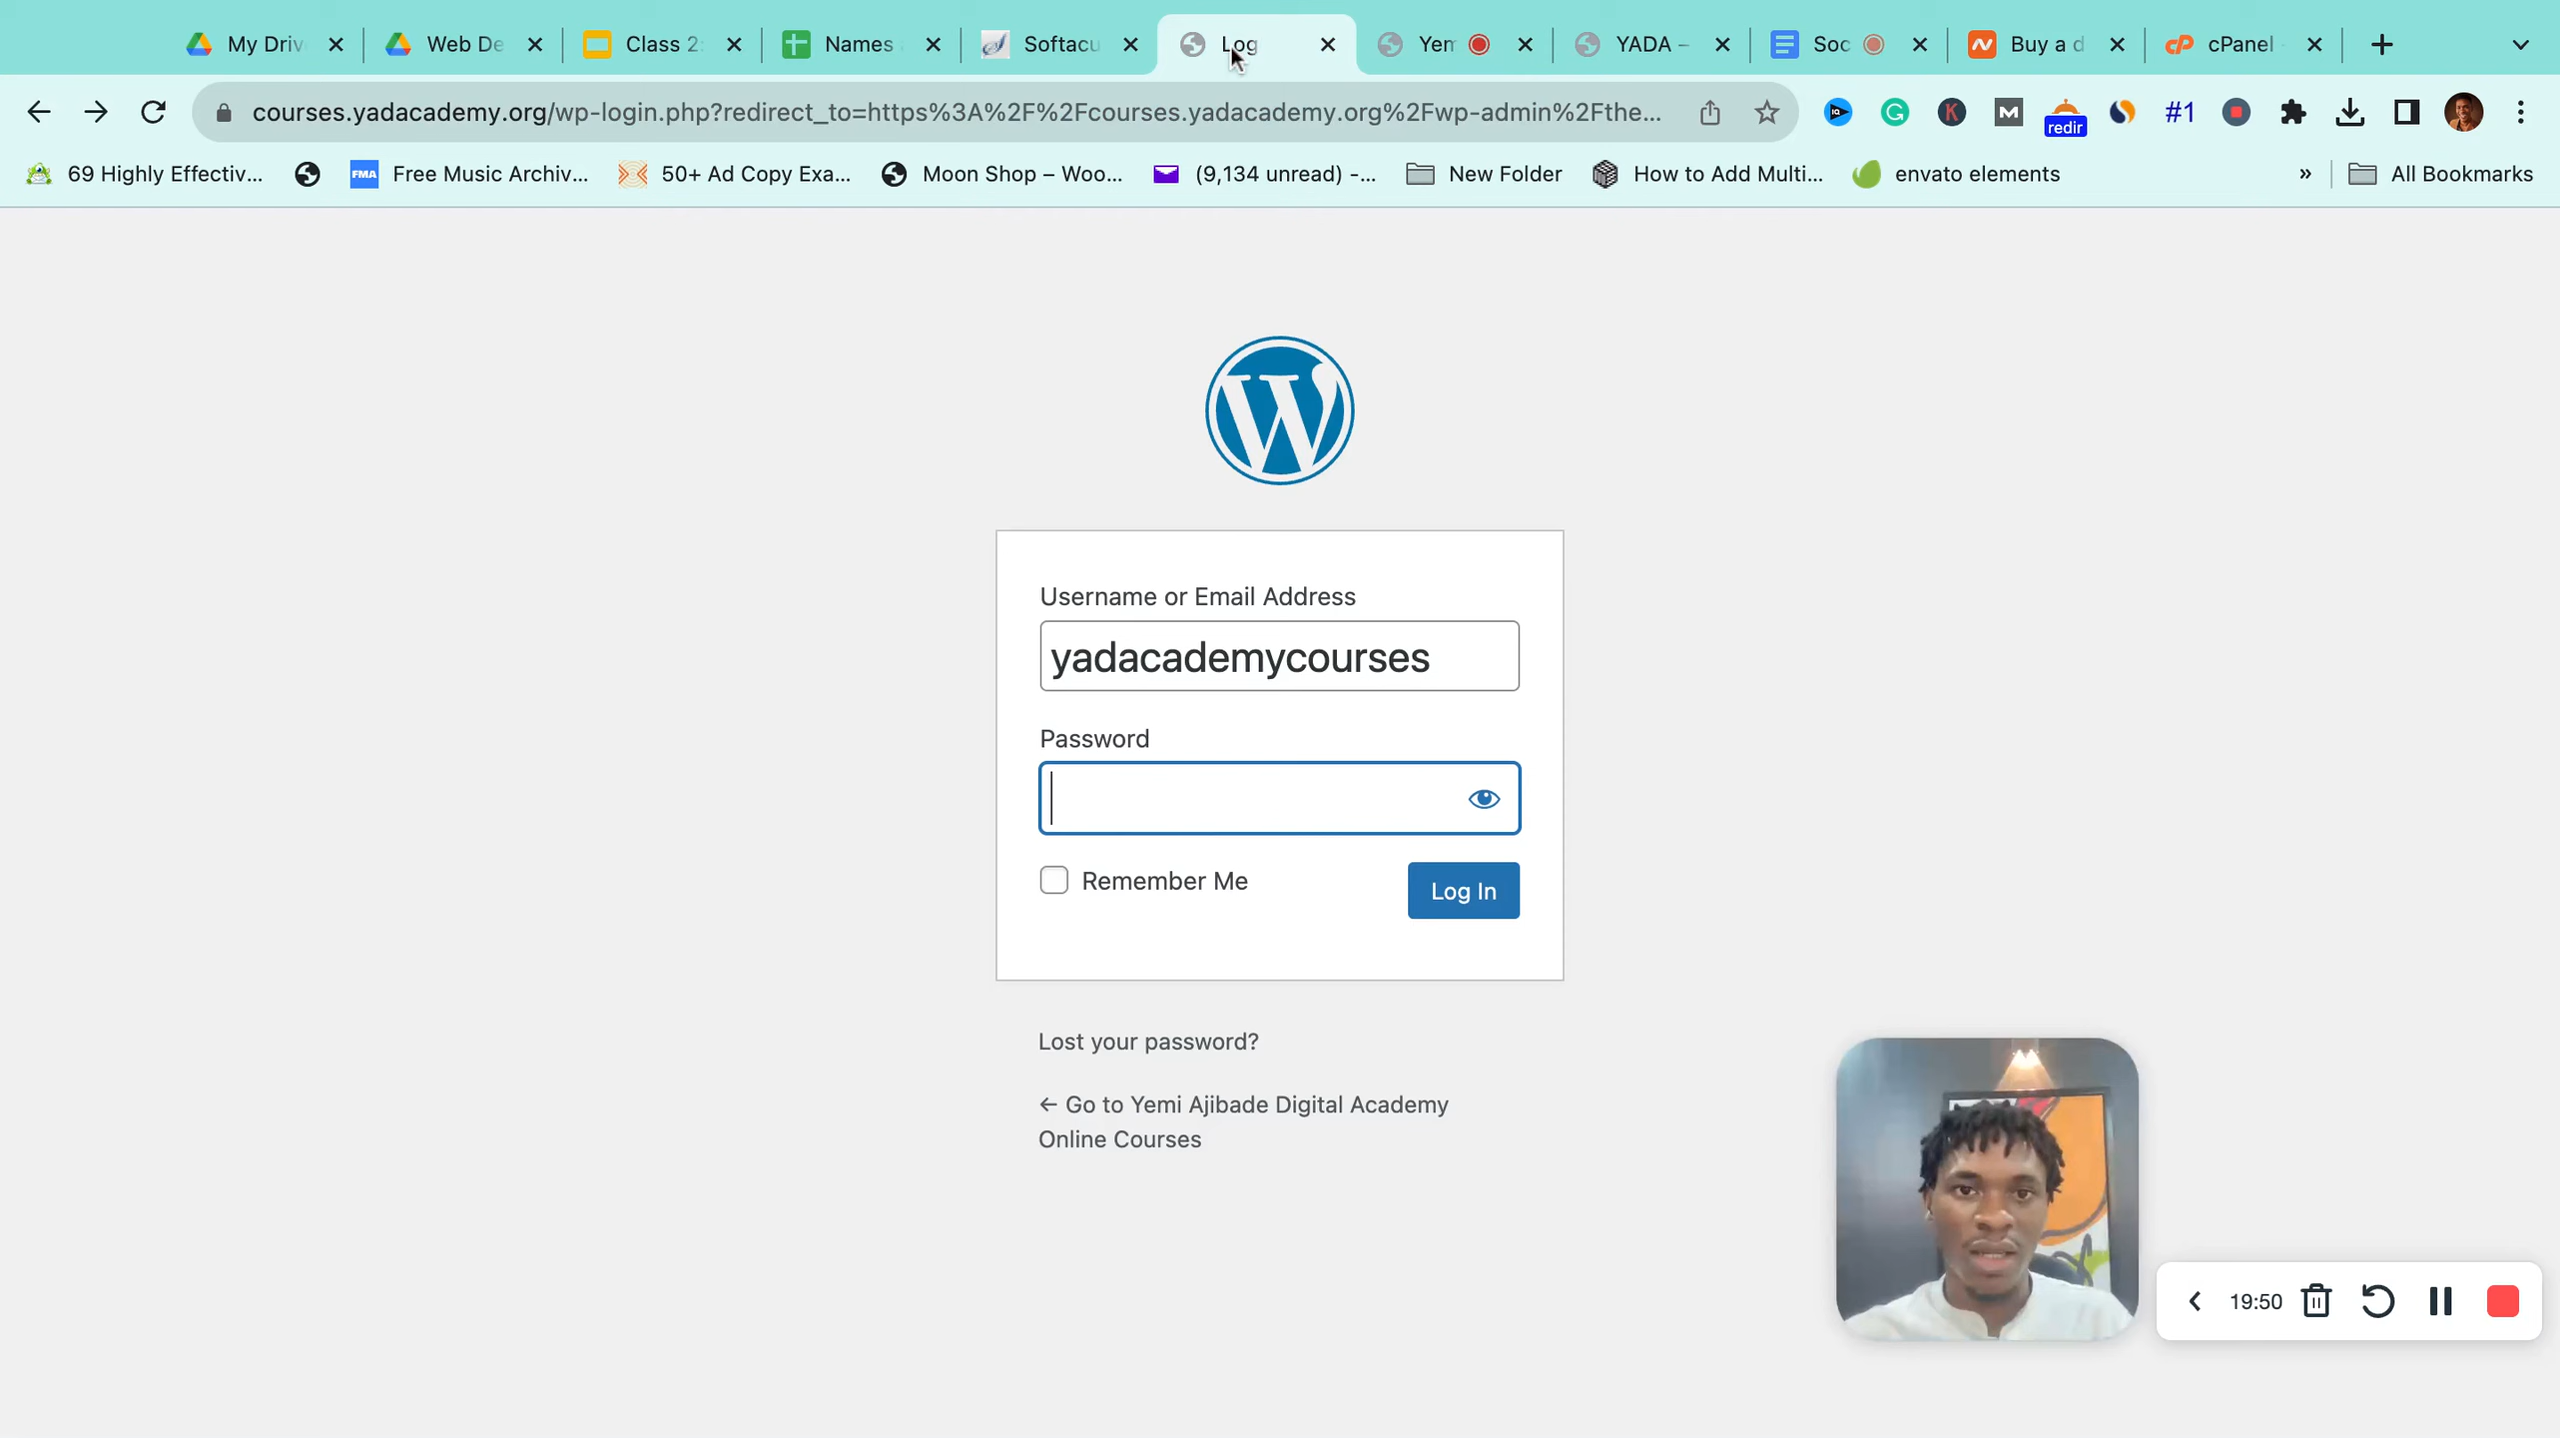 My Driv
Web De
Class 2:
Names
Softacu
Log
Yem
YADA –
Soc
Buy a d
cPanel
courses.yadacademy.org/wp-login.php?redirect_to=https%3A%2F%2Fcourses.yadacademy.org%2Fwp-admin%2Fthe...
#1
redir
69 Highly Effectiv...
FMA
Free Music Archiv...
50+ Ad Copy Exa...
Moon Shop – Woo...
(9,134 unread) -...
New Folder
How to Add Multi...
envato elements
»
All Bookmarks
Username or Email Address
yadacademycourses
Password
Remember Me
Log In
Lost your password?
← Go to Yemi Ajibade Digital Academy
Online Courses
19:50